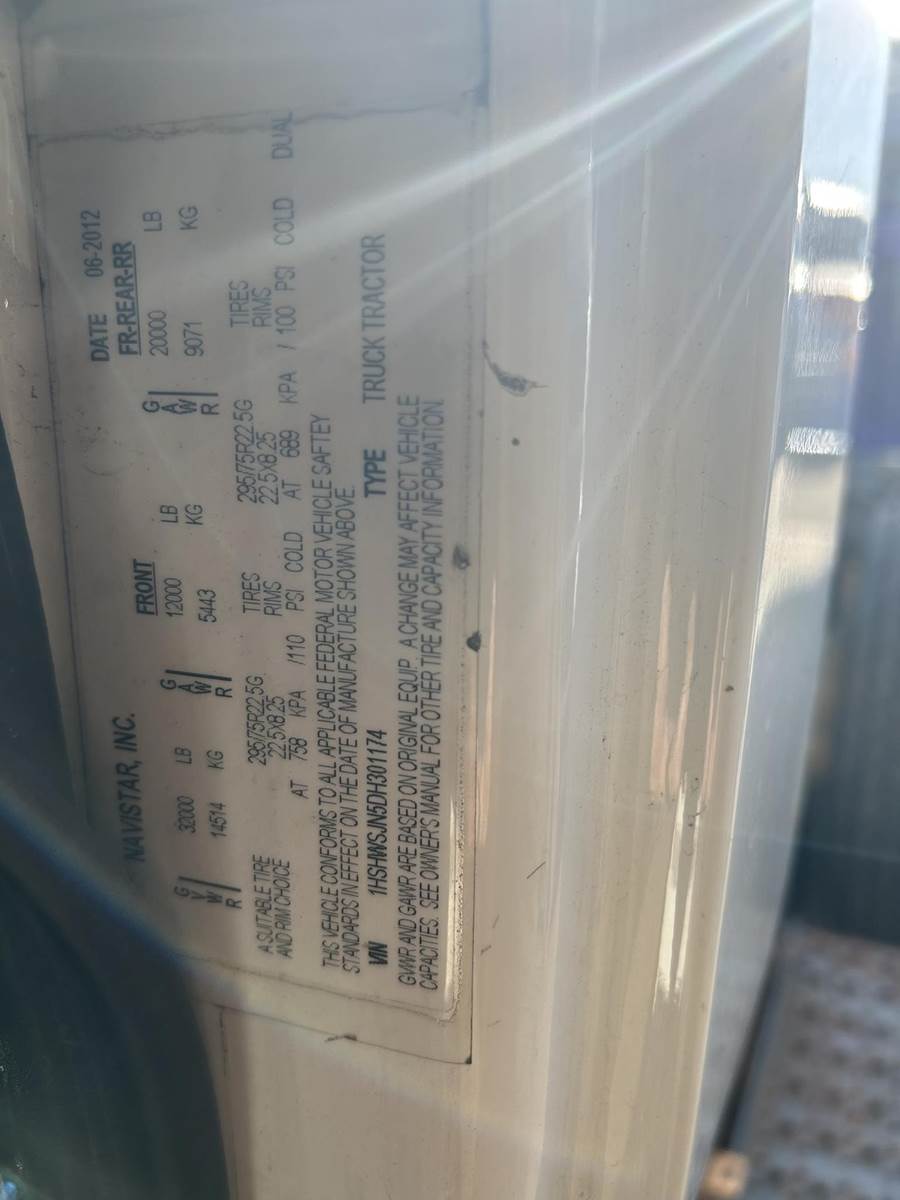 NAVISTAR, INC. DATE 06-2012
GVWR 32000 LB GAWR FRONT 12000 LB GAWR FR-REAR-RR 20000 LB
14514 KG 5443 KG 9071 KG
A SUITABLE TIRE 295/75R22.5G TIRES 295/75R22.5G TIRES
AND RIM CHOICE 22.5X8.25 RIMS 22.5X8.25 RIMS
AT 758 KPA /110 PSI COLD AT 689 KPA / 100 PSI COLD DUAL
THIS VEHICLE CONFORMS TO ALL APPLICABLE FEDERAL MOTOR VEHICLE SAFTEY
STANDARDS IN EFFECT ON THE DATE OF MANUFACTURE SHOWN ABOVE.
VIN 1HSHWSJN5DH301174 TYPE TRUCK TRACTOR
GVWR AND GAWR ARE BASED ON ORIGINAL EQUIP. A CHANGE MAY AFFECT VEHICLE
CAPACITIES. SEE OWNER'S MANUAL FOR OTHER TIRE AND CAPACITY INFORMATION.